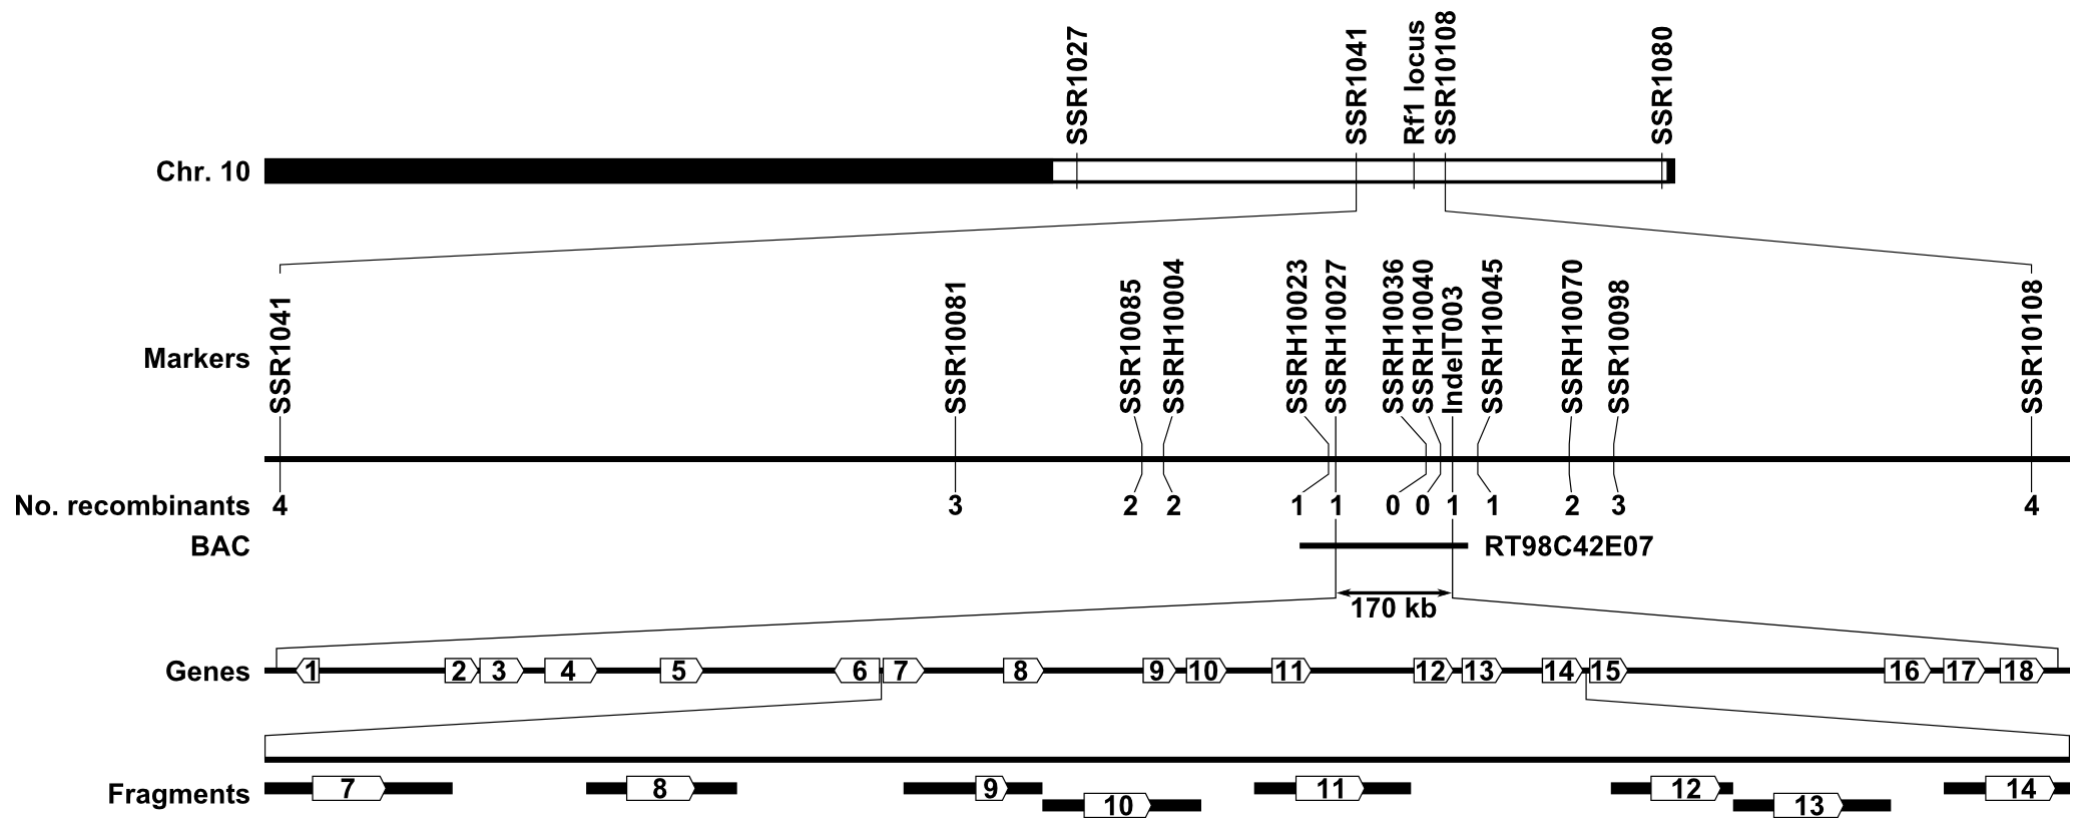 SSR1027 SSR1041 Rf1 locus SSR10108 SSR1080
Chr. 10
Markers SSR1041 SSR10081 SSR10085 SSRH10004 SSRH10023 SSRH10027 SSRH10036 SSRH10040 IndelT003 SSRH10045 SSRH10070 SSR10098 SSR10108
No. recombinants 4 3 2 2 1 1 0 0 1 1 2 3 4
BAC RT98C42E07
170 kb
Genes 1 2 3 4 5 6 7 8 9 10 11 12 13 14 15 16 17 18
Fragments 7 8 9 10 11 12 13 14